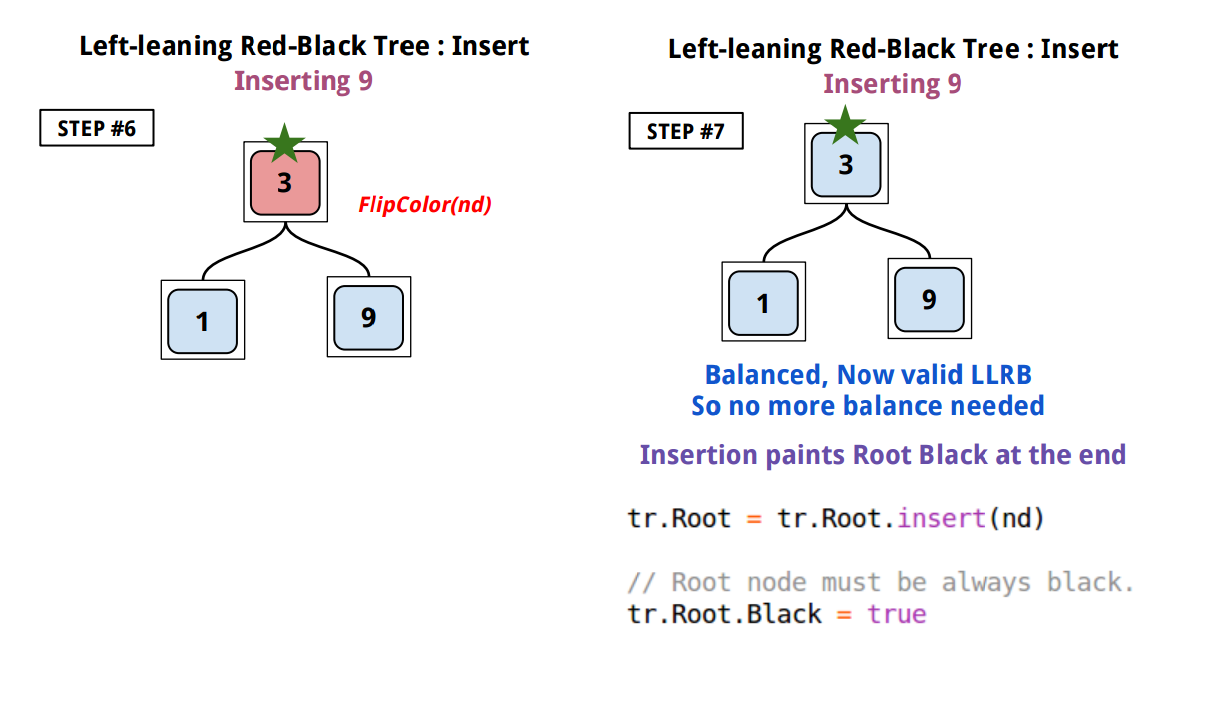 Left-leaning Red-Black Tree : Insert
Inserting 9
STEP #6
3
FlipColor(nd)
1
9
Left-leaning Red-Black Tree : Insert
Inserting 9
STEP #7
3
1
9
Balanced, Now valid LLRB
So no more balance needed
Insertion paints Root Black at the end
tr.Root = tr.Root.insert(nd)
// Root node must be always black.
tr.Root.Black = true